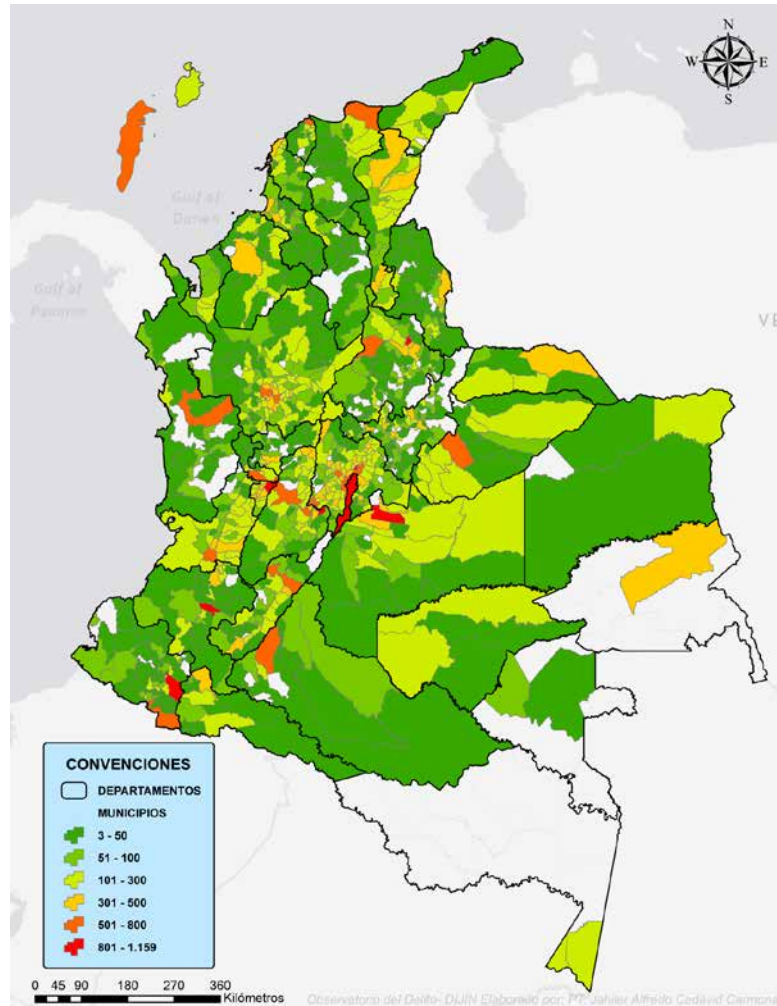 N
W E
S
Gulf of
Darien
Gulf of
Panama
VE
CONVENCIONES
DEPARTAMENTOS
MUNICIPIOS
3 - 50
51 - 100
101 - 300
301 - 500
501 - 800
801 - 1.159
0 45 90 180 270 360
Kilómetros
Observatorio del Delito- DIJIN Elaborado por: PT. Jahier Alfredo